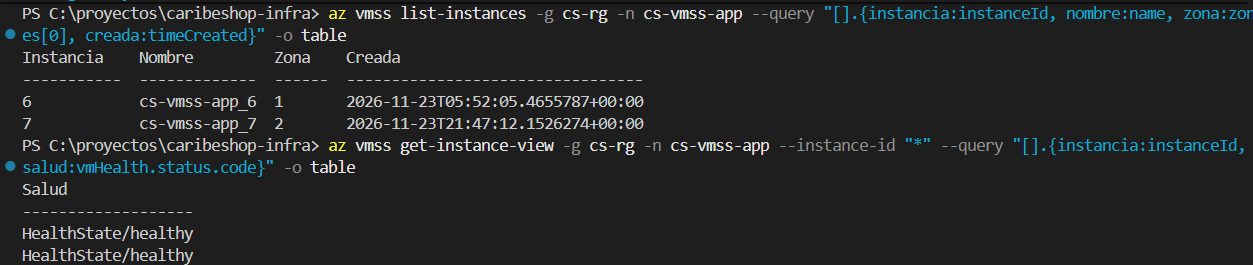 PS C:\proyectos\caribeshop-infra> az vmss list-instances -g cs-rg -n cs-vmss-app --query "[].{instancia:instanceId, nombre:name, zona:zon
es[0], creada:timeCreated}" -o table
Instancia    Nombre         Zona    Creada
-----------  -------------  ------  --------------------------------
6            cs-vmss-app_6  1       2026-11-23T05:52:05.4655787+00:00
7            cs-vmss-app_7  2       2026-11-23T21:47:12.1526274+00:00
PS C:\proyectos\caribeshop-infra> az vmss get-instance-view -g cs-rg -n cs-vmss-app --instance-id "*" --query "[].{instancia:instanceId,
salud:vmHealth.status.code}" -o table
Salud
-------------------
HealthState/healthy
HealthState/healthy